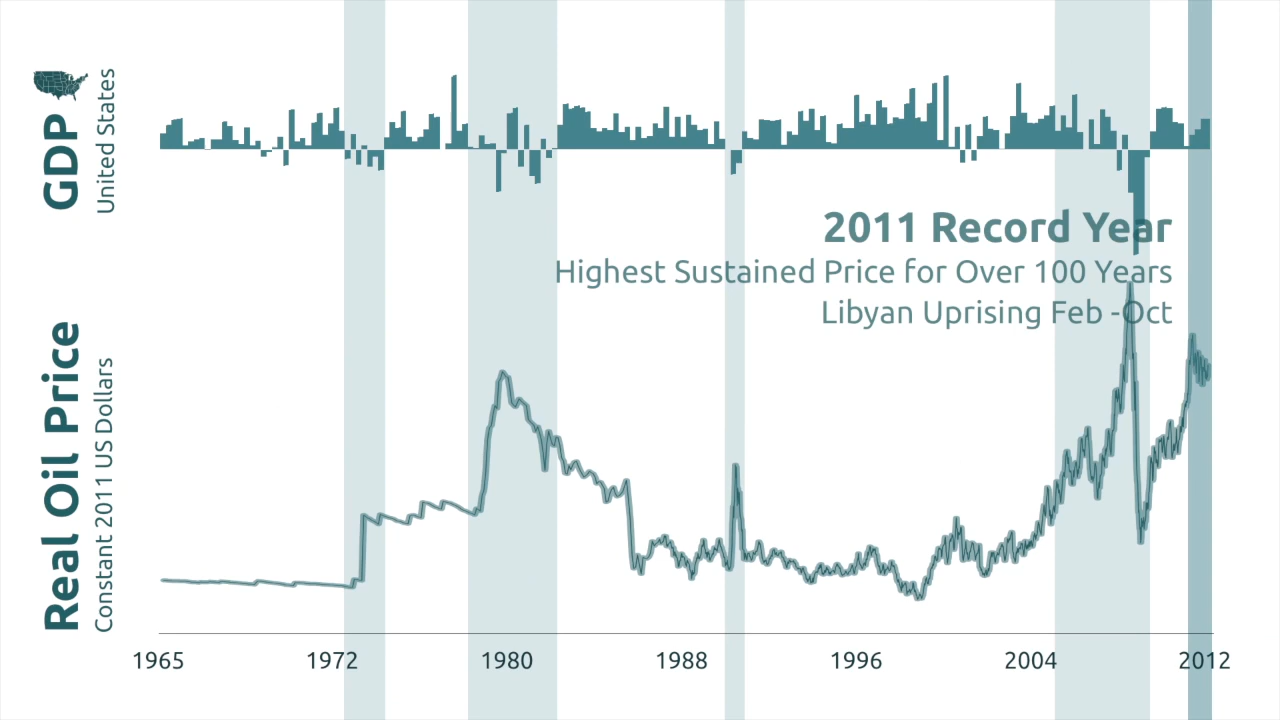 GDP
United States
2011 Record Year
Highest Sustained Price for Over 100 Years
Libyan Uprising Feb -Oct
Real Oil Price
Constant 2011 US Dollars
1965 1972 1980 1988 1996 2004 2012